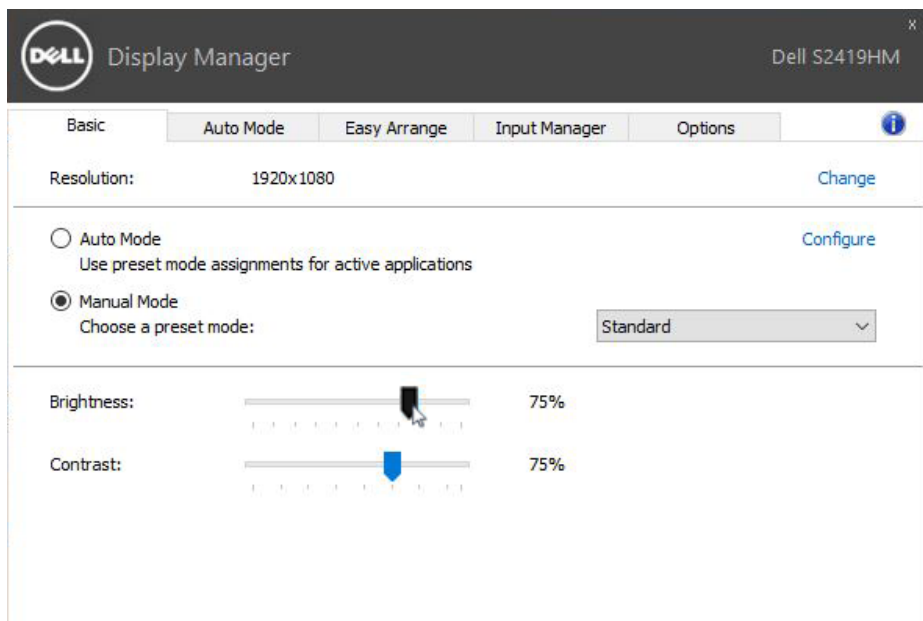 DELL Display Manager
x
Dell S2419HM
Basic Auto Mode Easy Arrange Input Manager Options i
Resolution: 1920x1080 Change
Auto Mode Configure
Use preset mode assignments for active applications
Manual Mode
Choose a preset mode: Standard
Brightness: 75%
Contrast: 75%